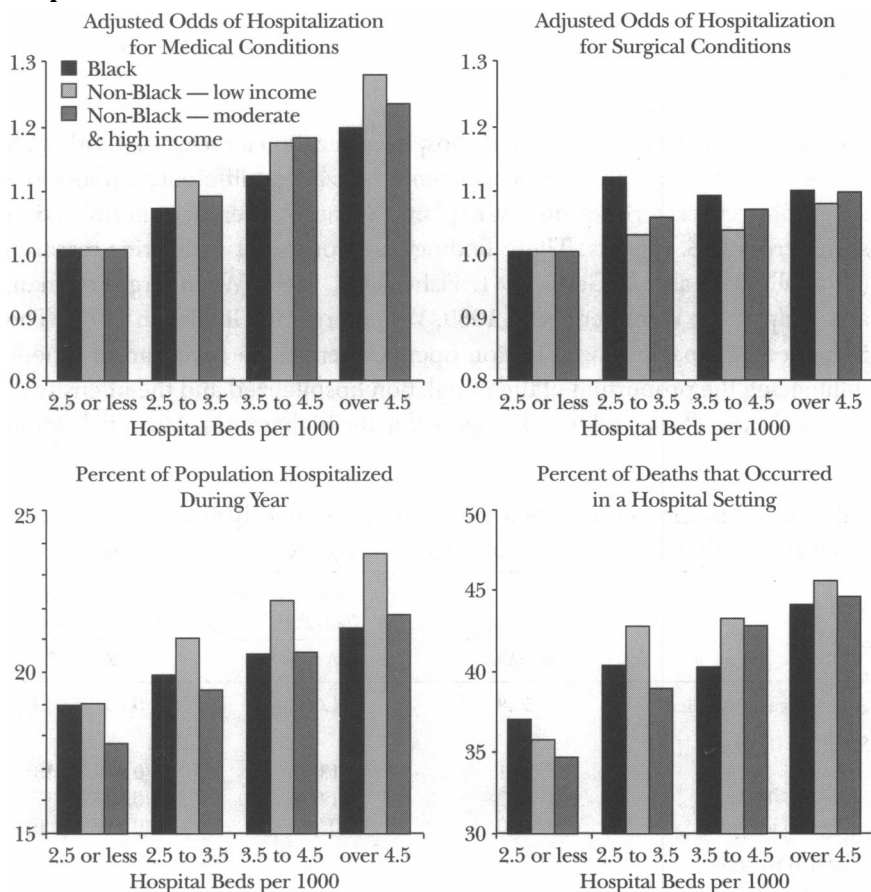 Adjusted Odds of Hospitalization
for Medical Conditions
1.3
1.2
1.1
1.0
0.9
0.8
Black
Non-Black — low income
Non-Black — moderate
& high income
2.5 or less 2.5 to 3.5 3.5 to 4.5 over 4.5
Hospital Beds per 1000
Adjusted Odds of Hospitalization
for Surgical Conditions
1.3
1.2
1.1
1.0
0.9
0.8
2.5 or less 2.5 to 3.5 3.5 to 4.5 over 4.5
Hospital Beds per 1000
Percent of Population Hospitalized
During Year
25
20
15
2.5 or less 2.5 to 3.5 3.5 to 4.5 over 4.5
Hospital Beds per 1000
Percent of Deaths that Occurred
in a Hospital Setting
50
45
40
35
30
2.5 or less 2.5 to 3.5 3.5 to 4.5 over 4.5
Hospital Beds per 1000